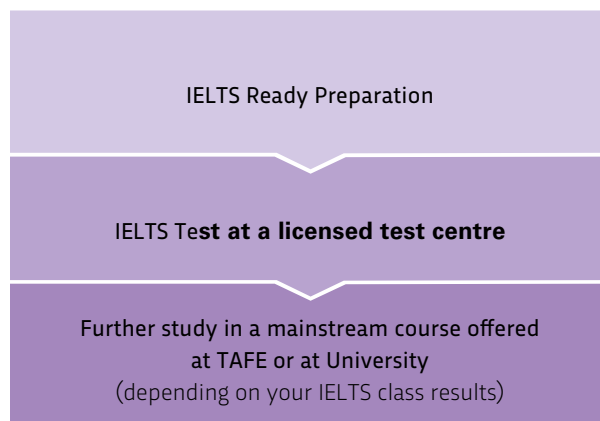 IELTS Ready Preparation
IELTS Test at a licensed test centre
Further study in a mainstream course offered
at TAFE or at University
(depending on your IELTS class results)